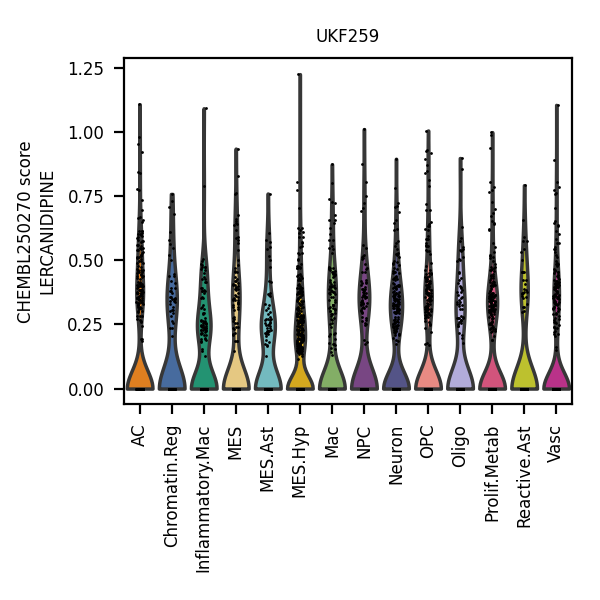 UKF259
CHEMBL250270 score
LERCANIDIPINE
1.25
1.00
0.75
0.50
0.25
0.00
AC
Chromatin.Reg
Inflammatory.Mac
MES
MES.Ast
MES.Hyp
Mac
NPC
Neuron
OPC
Oligo
Prolif.Metab
Reactive.Ast
Vasc